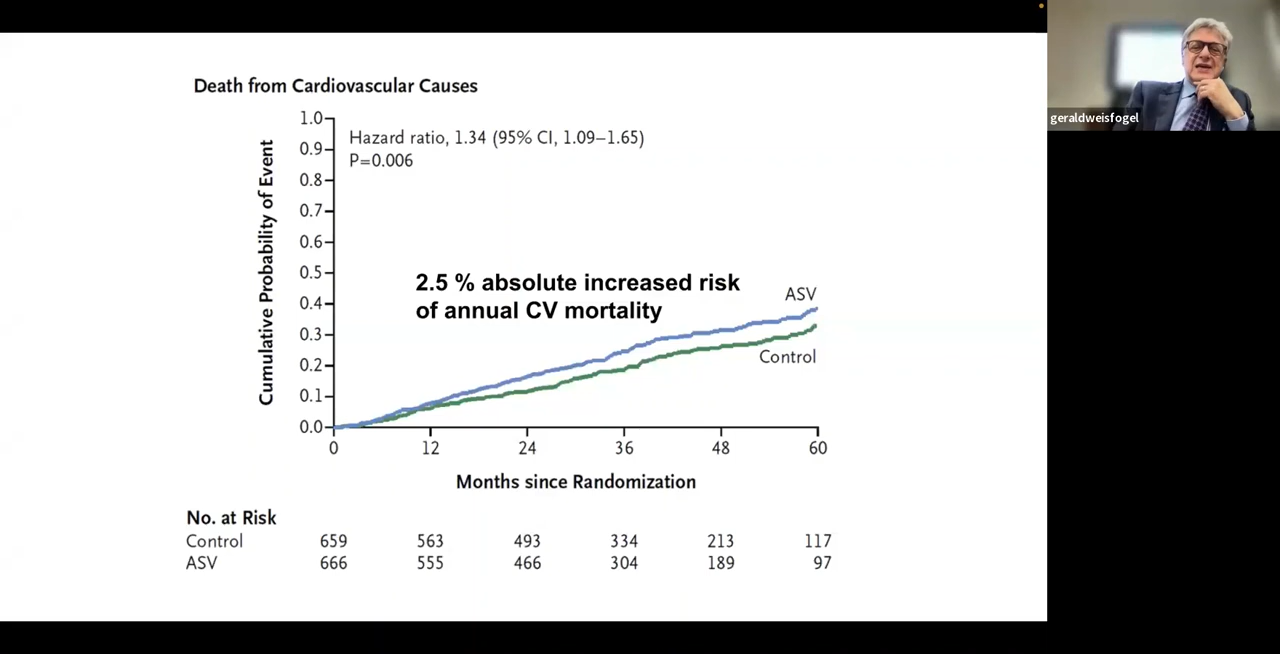 Death from Cardiovascular Causes
Cumulative Probability of Event
1.0
0.9
0.8
0.7
0.6
0.5
0.4
0.3
0.2
0.1
0.0
Hazard ratio, 1.34 (95% CI, 1.09–1.65)
P=0.006
2.5 % absolute increased risk
of annual CV mortality
ASV
Control
0 12 24 36 48 60
Months since Randomization
No. at Risk
Control 659 563 493 334 213 117
ASV 666 555 466 304 189 97
geraldweisfogel